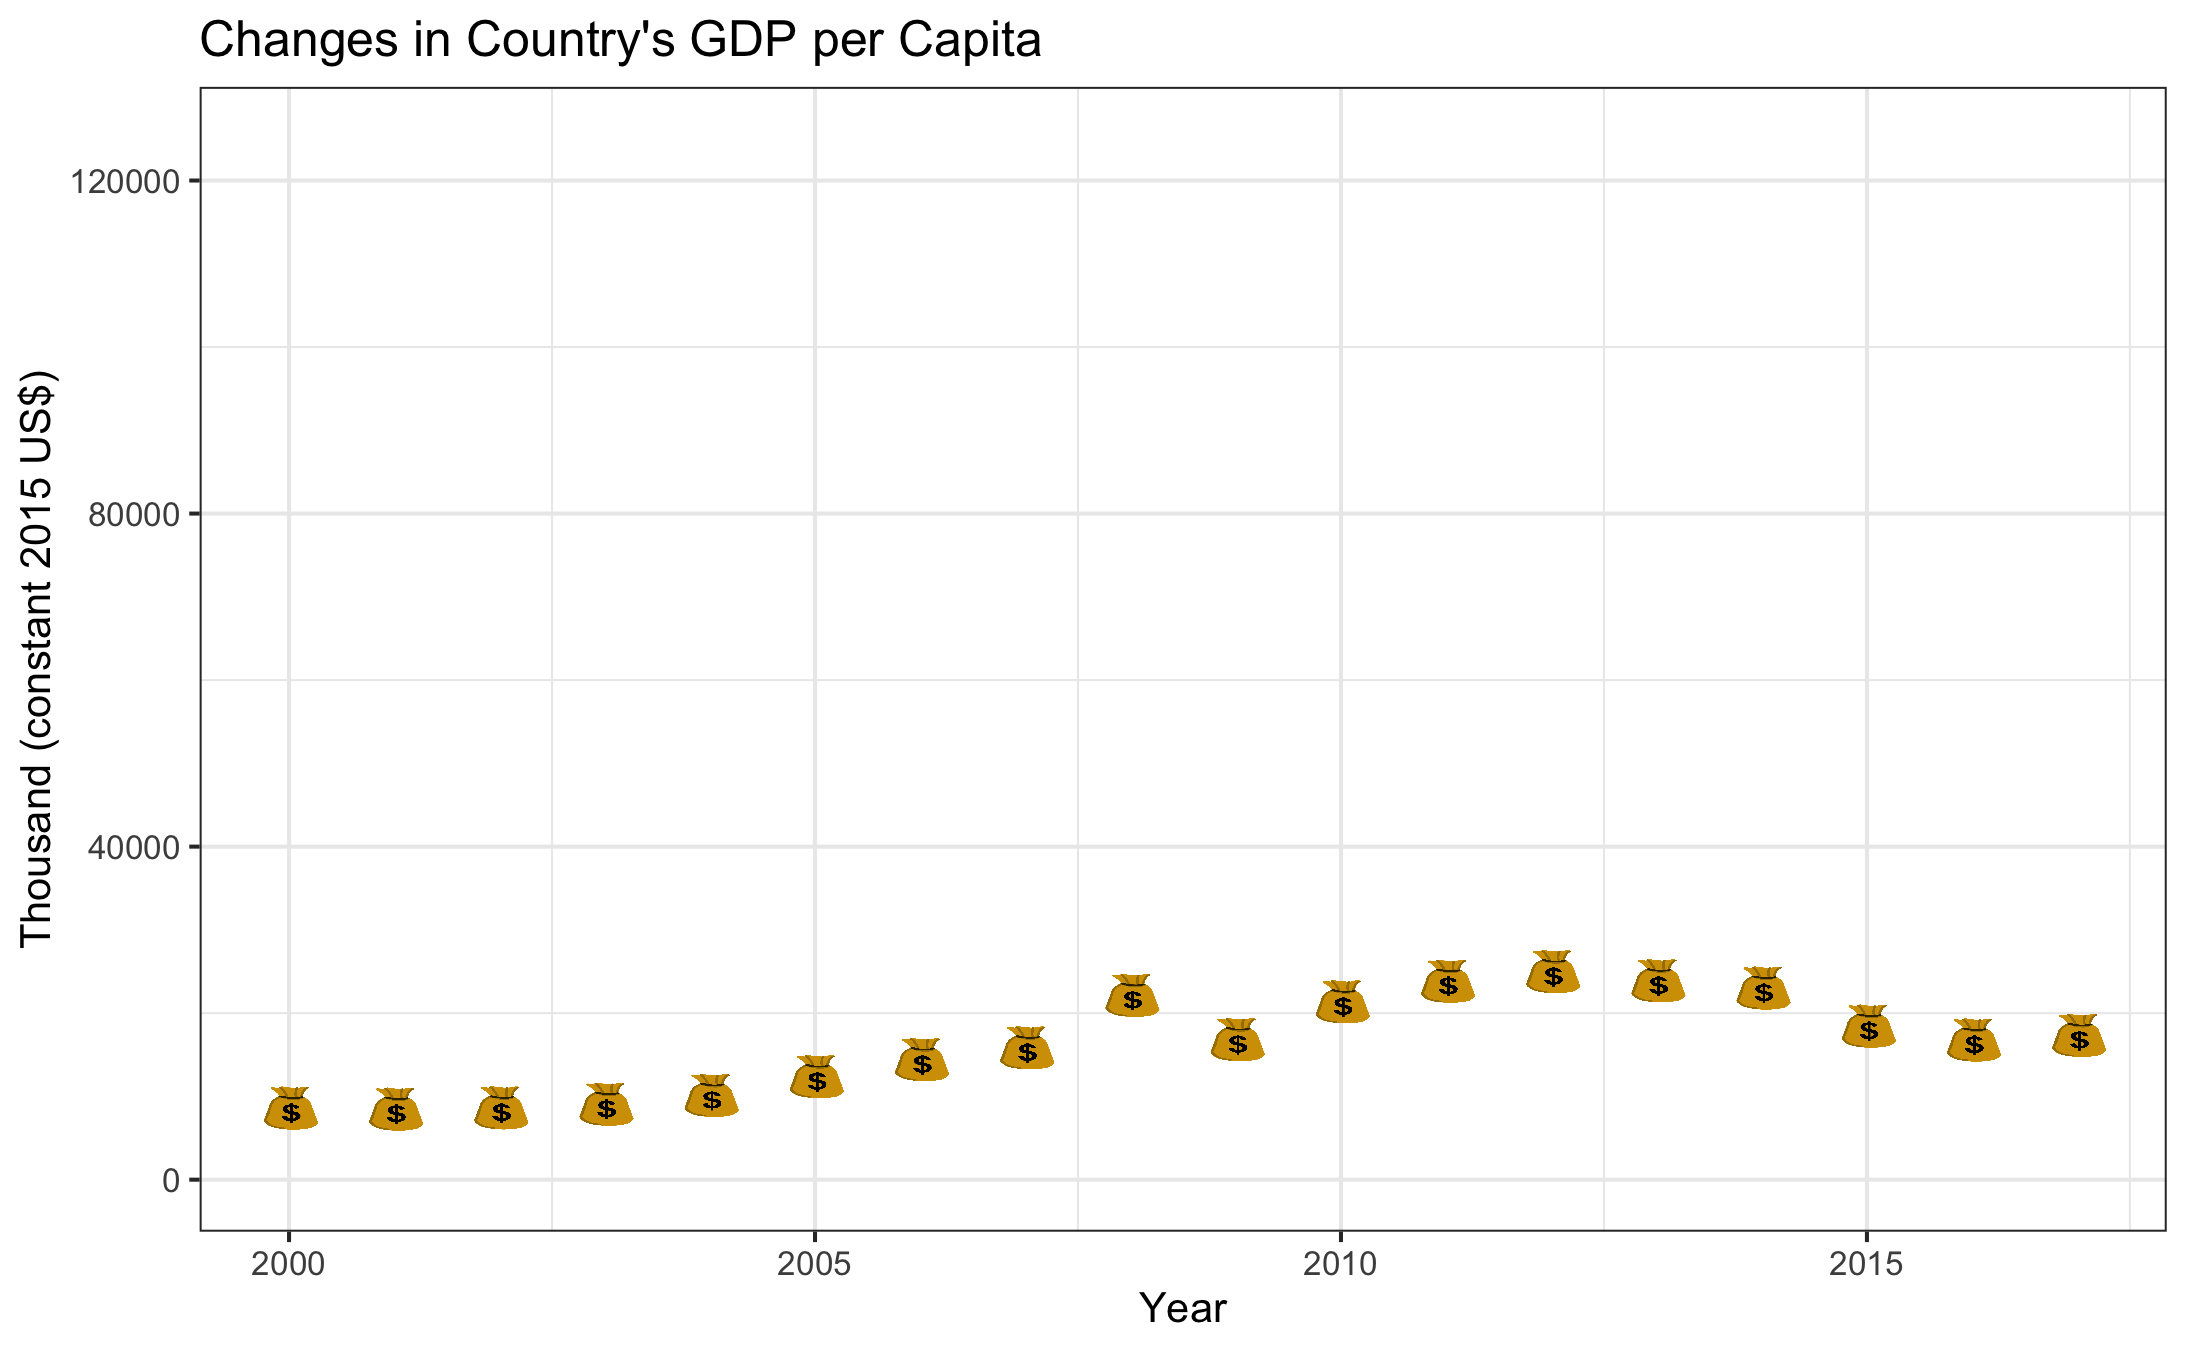 Changes in Country's GDP per Capita
Thousand (constant 2015 US$)
120000
80000
40000
0
$ $ $ $ $ $ $ $ $ $ $ $ $ $ $ $ $ $
2000 2005 2010 2015
Year